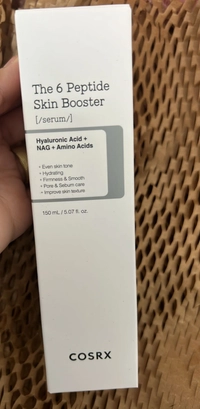 The 6 Peptide
Skin Booster
[/serum/]
Hyaluronic Acid +
NAG + Amino Acids
• Even skin tone
• Hydrating
• Firmness & Smooth
• Pore & Sebum care
• Improve skin texture
150 mL / 5.07 fl. oz.
COSRX